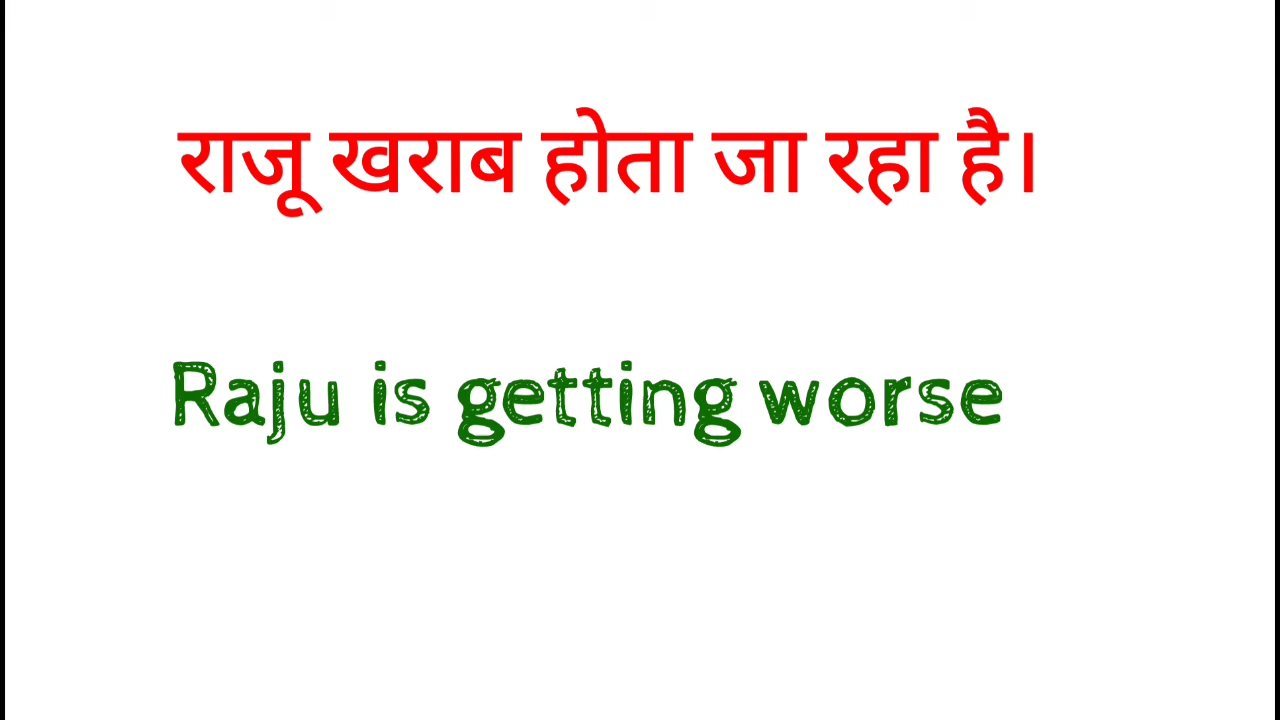 राजू खराब होता जा रहा है।
Raju is getting worse